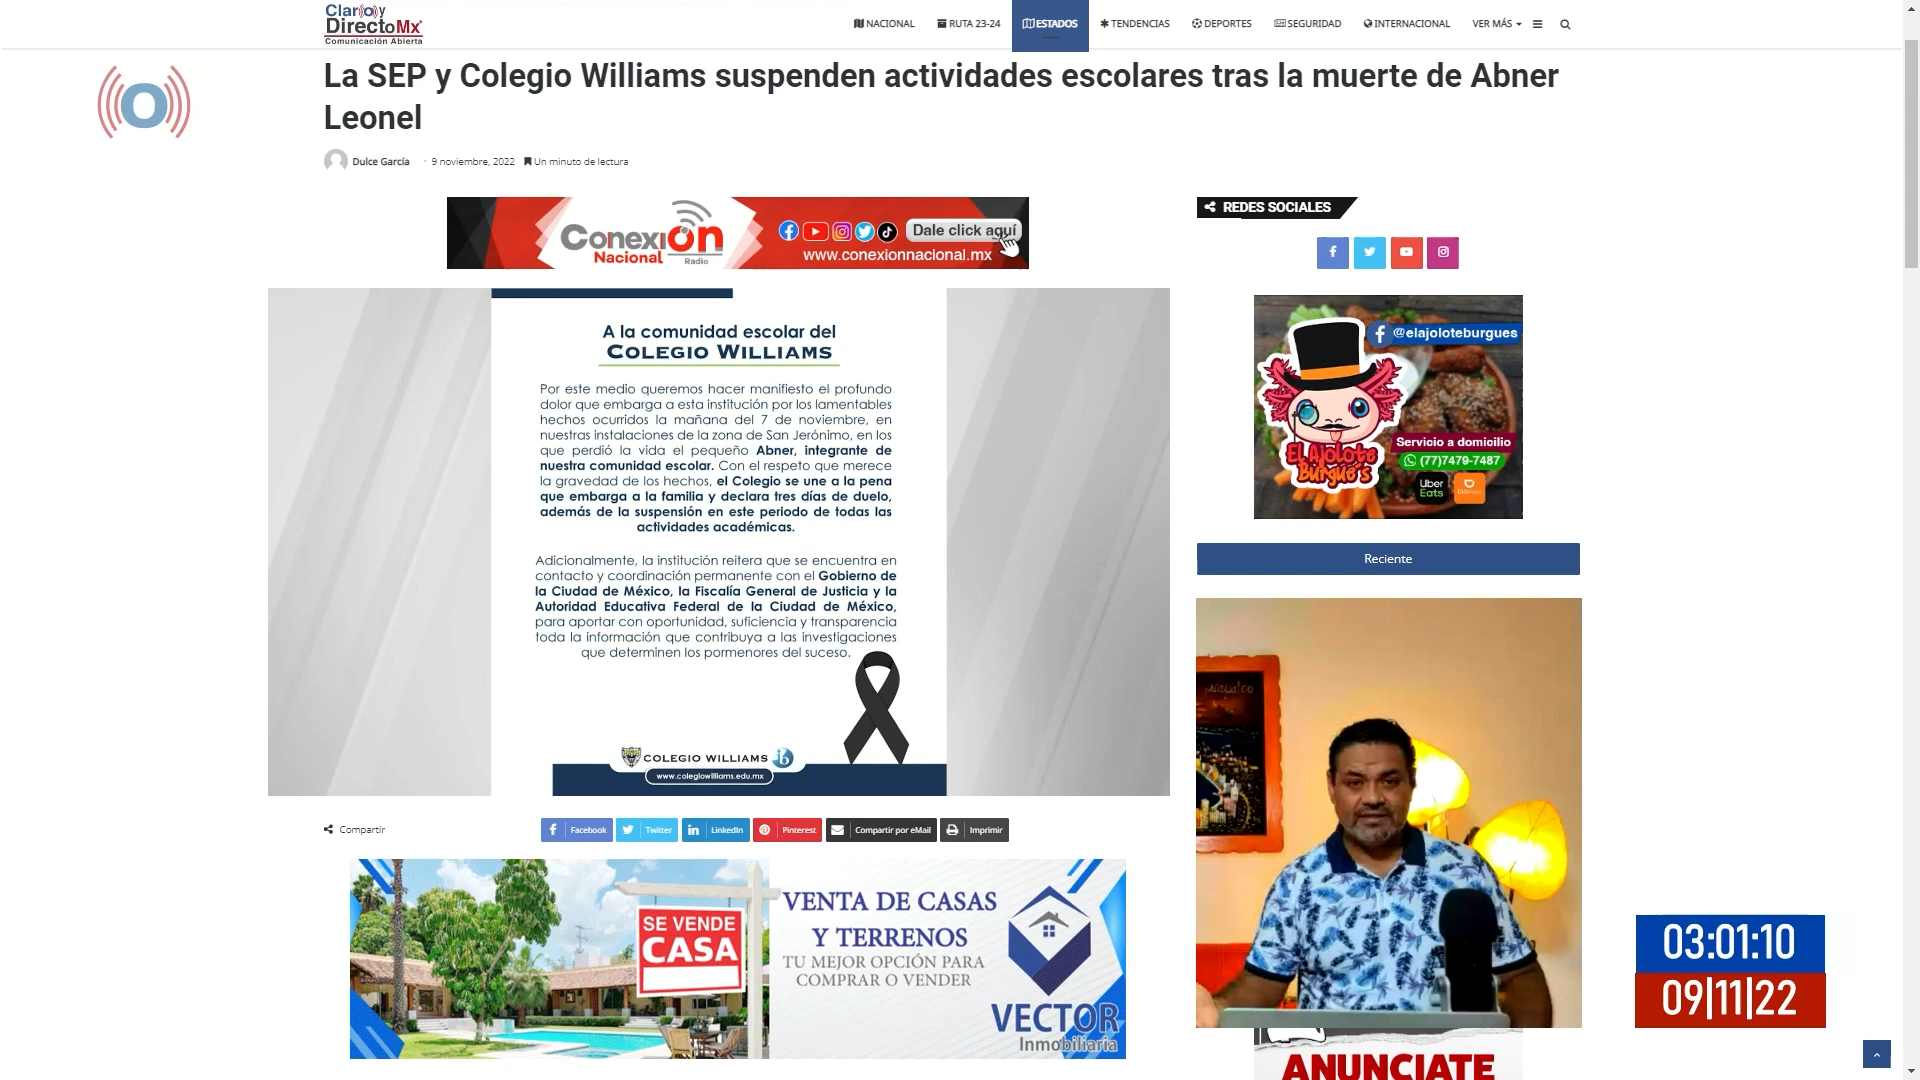 Claro y
DirectoMx
Comunicación Abierta
NACIONAL
RUTA 23-24
ESTADOS
TENDENCIAS
DEPORTES
SEGURIDAD
INTERNACIONAL
VER MÁS
La SEP y Colegio Williams suspenden actividades escolares tras la muerte de Abner
Leonel
Dulce García
- 9 noviembre, 2022
Un minuto de lectura
Conexión
Nacional
Radio
Dale click aquí
www.conexionnacional.mx
REDES SOCIALES
A la comunidad escolar del
COLEGIO WILLIAMS
Por este medio queremos hacer manifiesto el profundo
dolor que embarga a esta institución por los lamentables
hechos ocurridos la mañana del 7 de noviembre, en
nuestras instalaciones de la zona de San Jerónimo, en los
que perdió la vida el pequeño Abner, integrante de
nuestra comunidad escolar. Con el respeto que merece
la gravedad de los hechos, el Colegio se une a la pena
que embarga a la familia y declara tres días de duelo,
además de la suspensión en este periodo de todas las
actividades académicas.
Adicionalmente, la institución reitera que se encuentra en
contacto y coordinación permanente con el Gobierno de
la Ciudad de México, la Fiscalía General de Justicia y la
Autoridad Educativa Federal de la Ciudad de México,
para aportar con oportunidad, suficiencia y transparencia
toda la información que contribuya a las investigaciones
que determinen los pormenores del suceso.
COLEGIO WILLIAMS
www.colegiowilliams.edu.mx
@elajoloteburgues
El Ajolote
Burgue's
Servicio a domicilio
(77)7479-7487
Uber
Eats
Reciente
Compartir
Facebook
Twitter
LinkedIn
Pinterest
Compartir por eMail
Imprimir
SE VENDE
CASA
VENTA DE CASAS
Y TERRENOS
TU MEJOR OPCIÓN PARA
COMPRAR O VENDER
VECTOR
Inmobiliaria
03:01:10
09|11|22
ANUNCIATE